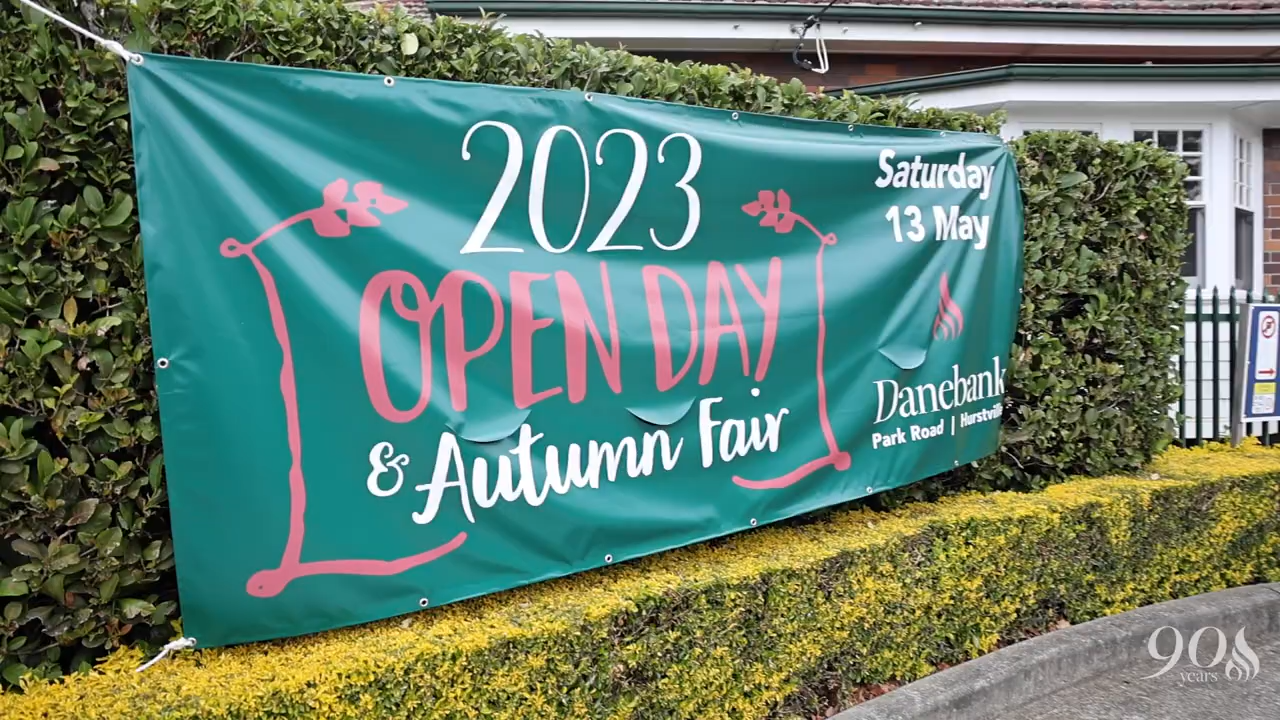 2023
OPEN DAY
& Autumn Fair
Saturday
13 May
Danebank
Park Road | Hurstville
90
years